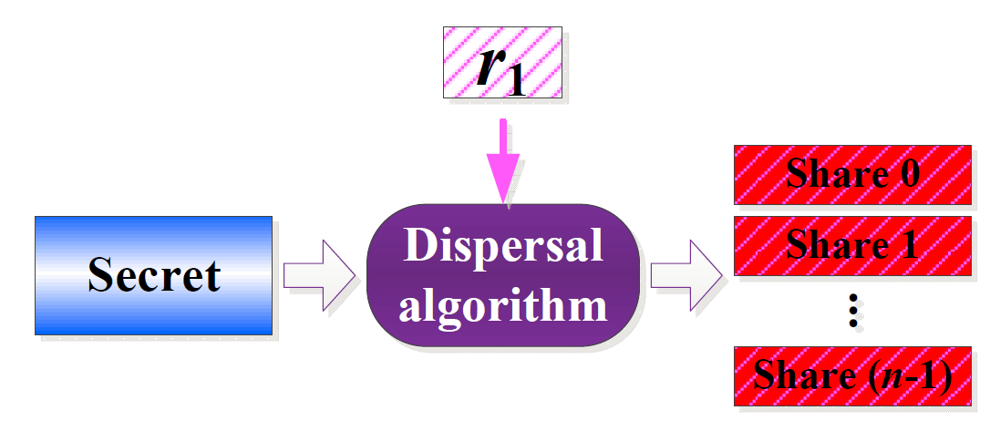 r1
Secret
Dispersal
algorithm
Share 0
Share 1
⋮
Share (n-1)